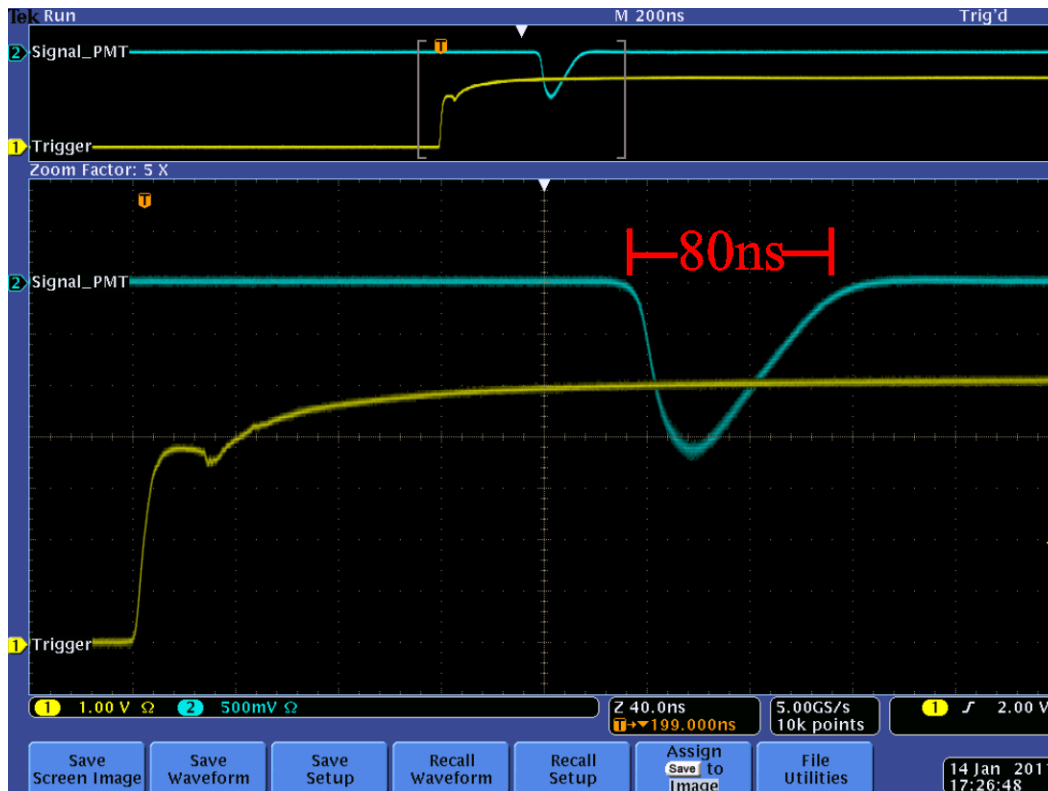 Tek Run M 200ns Trig'd
T
2 Signal_PMT
1 Trigger
Zoom Factor: 5 X
T
80ns
2 Signal_PMT
1 Trigger
1 1.00 V Ω 2 500mV Ω Z 40.0ns 5.00GS/s 1 2.00 V
T→▼199.000ns 10k points
Save Screen Image
Save Waveform
Save Setup
Recall Waveform
Recall Setup
Assign Save to Image
File Utilities
14 Jan
17:26:48